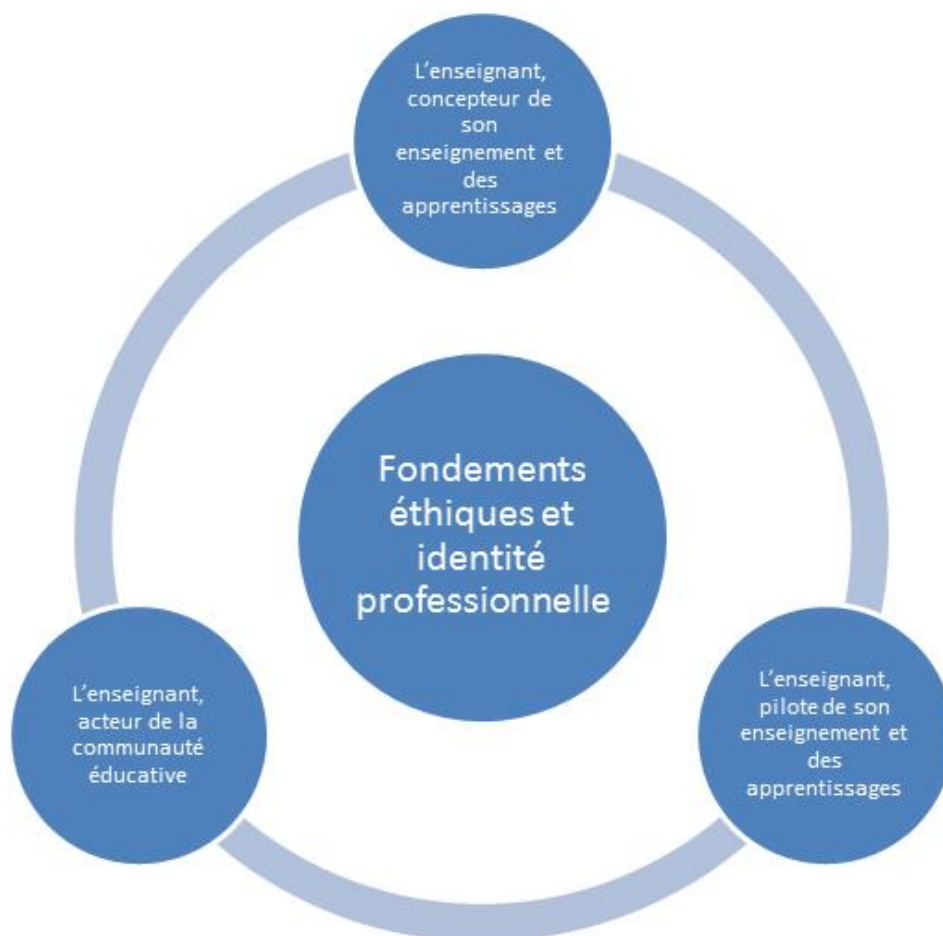 L’enseignant,
concepteur de
son
enseignement et
des
apprentissages
Fondements
éthiques et
identité
professionnelle
L’enseignant,
acteur de la
communauté
éducative
L’enseignant,
pilote de son
enseignement et
des
apprentissages